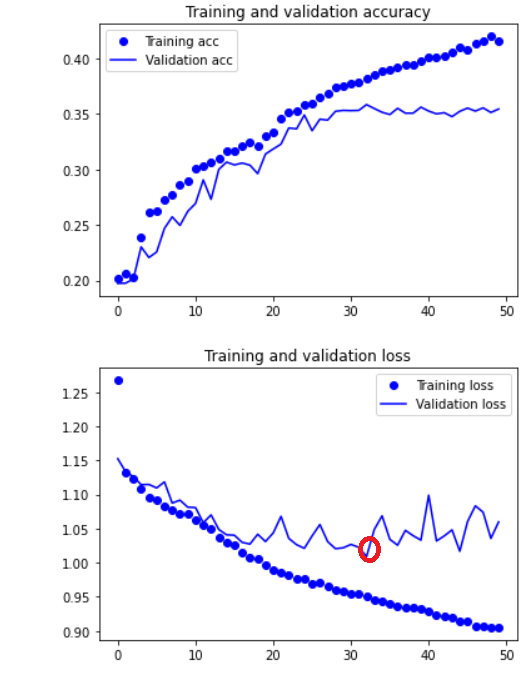 Training and validation accuracy
Training acc
Validation acc
0.40
0.35
0.30
0.25
0.20
0 10 20 30 40 50
Training and validation loss
Training loss
Validation loss
1.25
1.20
1.15
1.10
1.05
1.00
0.95
0.90
0 10 20 30 40 50